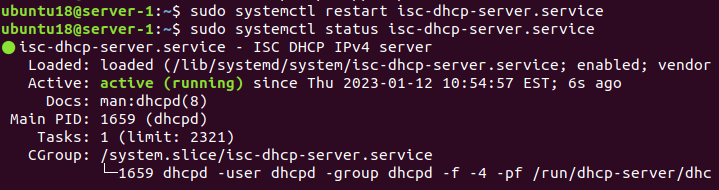 ubuntu18@server-1:~$ sudo systemctl restart isc-dhcp-server.service
ubuntu18@server-1:~$ sudo systemctl status isc-dhcp-server.service
● isc-dhcp-server.service - ISC DHCP IPv4 server
Loaded: loaded (/lib/systemd/system/isc-dhcp-server.service; enabled; vendor
Active: active (running) since Thu 2023-01-12 10:54:57 EST; 6s ago
Docs: man:dhcpd(8)
Main PID: 1659 (dhcpd)
Tasks: 1 (limit: 2321)
CGroup: /system.slice/isc-dhcp-server.service
└─1659 dhcpd -user dhcpd -group dhcpd -f -4 -pf /run/dhcp-server/dhc